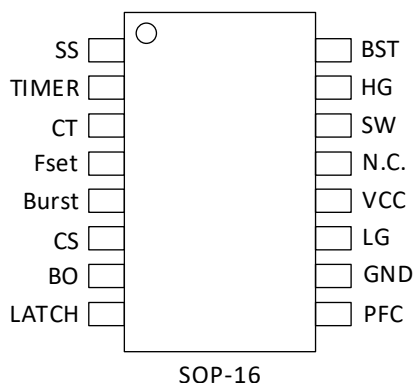 SS BST
TIMER HG
CT SW
Fset N.C.
Burst VCC
CS LG
BO GND
LATCH PFC
SOP-16